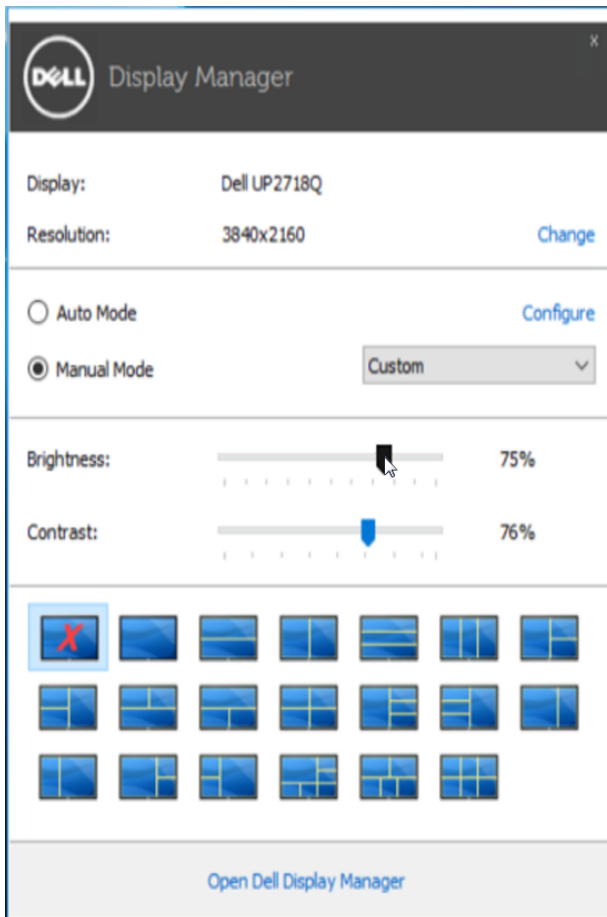 x
DELL Display Manager
Display: Dell UP2718Q
Resolution: 3840x2160 Change
Auto Mode Configure
Manual Mode Custom
Brightness: 75%
Contrast: 76%
X
Open Dell Display Manager